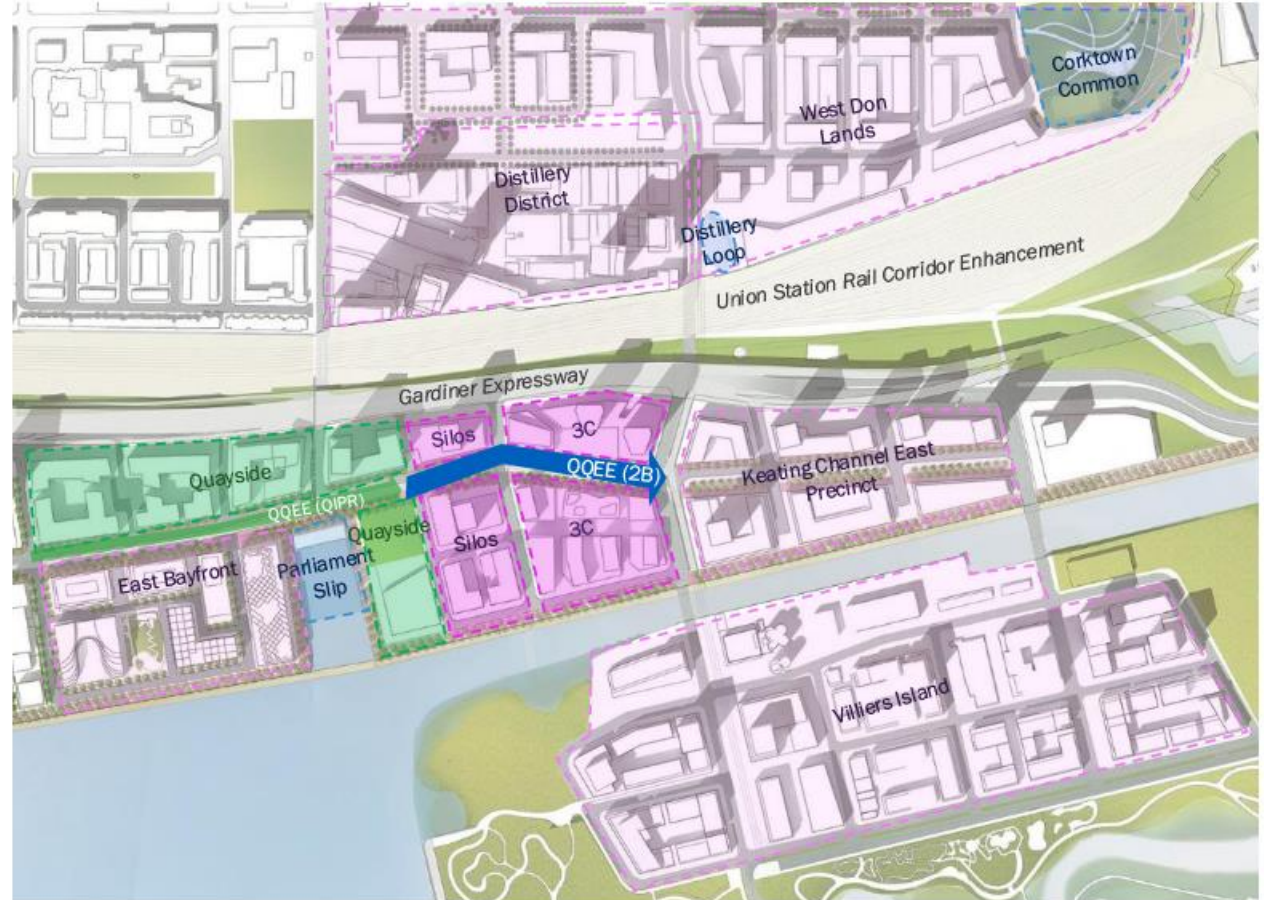 Corktown
Common
West Don
Lands
Distillery
District
Distillery
Loop
Union Station Rail Corridor Enhancement
Gardiner Expressway
Silos
3C
QQEE (2B)
Keating Channel East
Precinct
Quayside
QQEE (QIPR)
Quayside
Silos
3C
East Bayfront
Parliament
Slip
Villiers Island